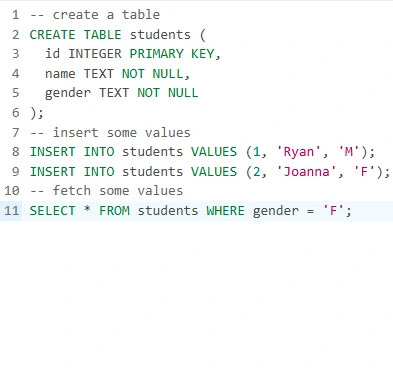 1 -- create a table
2 CREATE TABLE students (
3   id INTEGER PRIMARY KEY,
4   name TEXT NOT NULL,
5   gender TEXT NOT NULL
6 );
7 -- insert some values
8 INSERT INTO students VALUES (1, 'Ryan', 'M');
9 INSERT INTO students VALUES (2, 'Joanna', 'F');
10 -- fetch some values
11 SELECT * FROM students WHERE gender = 'F';